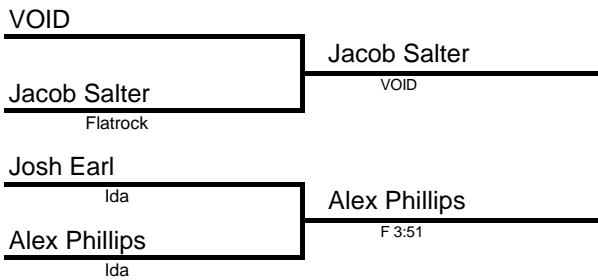 VOID
Jacob Salter
Flatrock
Jacob Salter
VOID
Josh Earl
Ida
Alex Phillips
Ida
Alex Phillips
F 3:51